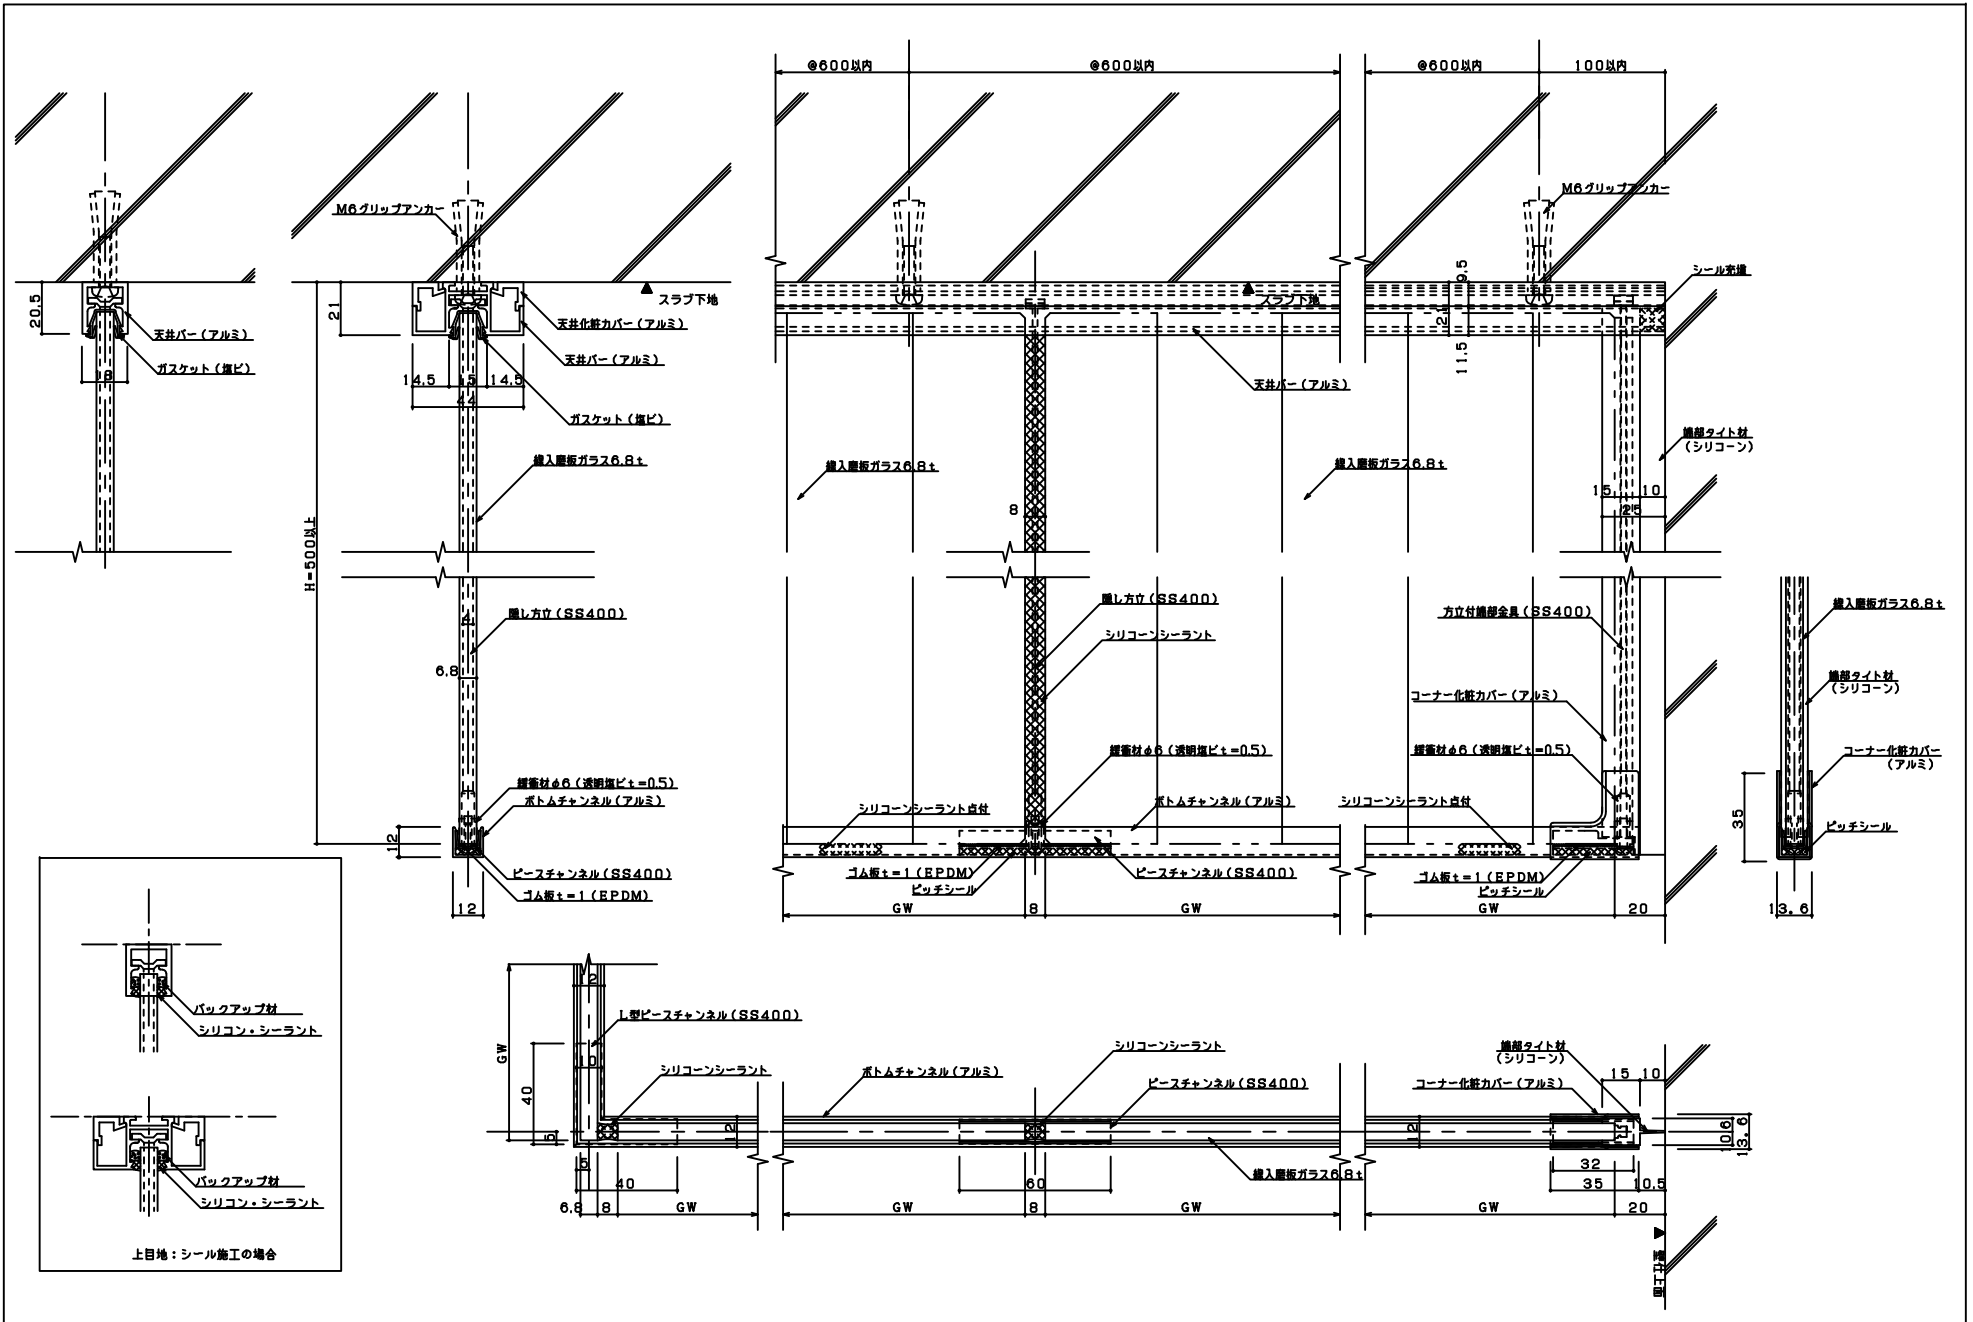 @600以内
@600以内
@600以内
100以内
M6グリップアンカー
M6グリップアンカー
20.5
21
スラブ下地
天井化粧カバー(アルミ)
天井バー(アルミ)
天井バー(アルミ)
ガスケット(塩ビ)
18
14.5
15
14.5
44
ガスケット(塩ビ)
スラブ下地
21
9.5
11.5
シール充填
天井バー(アルミ)
端部タイト材
(シリコーン)
線入磨板ガラス6.8t
線入磨板ガラス6.8t
線入磨板ガラス6.8t
15
10
25
8
H=500以上
隠し方立(SS400)
4
6.8
隠し方立(SS400)
シリコーンシーラント
方立付端部金具(SS400)
線入磨板ガラス6.8t
端部タイト材
(シリコーン)
コーナー化粧カバー(アルミ)
緩衝材φ6(透明塩ビt=0.5)
緩衝材φ6(透明塩ビt=0.5)
コーナー化粧カバー
(アルミ)
緩衝材φ6(透明塩ビt=0.5)
ボトムチャンネル(アルミ)
シリコーンシーラント点付
ボトムチャンネル(アルミ)
シリコーンシーラント点付
35
ピッチシール
12
ピースチャンネル(SS400)
ゴム板t=1(EPDM)
ゴム板t=1(EPDM)
ピッチシール
ピースチャンネル(SS400)
ゴム板t=1(EPDM)
ピッチシール
12
GW
8
GW
GW
20
13.6
バックアップ材
シリコン・シーラント
バックアップ材
シリコン・シーラント
上目地:シール施工の場合
12
L型ピースチャンネル(SS400)
GW
40
10
シリコーンシーラント
ボトムチャンネル(アルミ)
シリコーンシーラント
ピースチャンネル(SS400)
端部タイト材
(シリコーン)
コーナー化粧カバー(アルミ)
15
10
5
12
12
10.6
13.6
線入磨板ガラス6.8t
40
60
32
35
10.5
6.8
8
GW
GW
8
GW
GW
20
壁仕上面